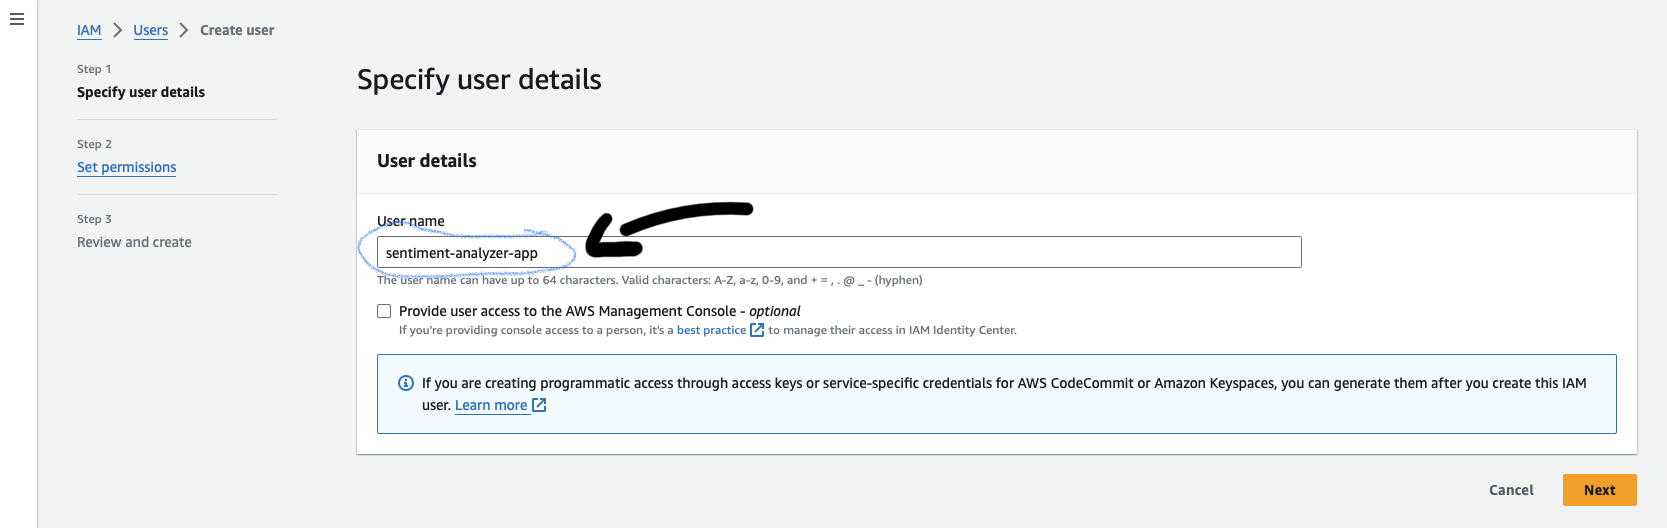 IAM > Users > Create user
Step 1
Specify user details
Step 2
Set permissions
Step 3
Review and create
Specify user details
User details
User name
sentiment-analyzer-app
The user name can have up to 64 characters. Valid characters: A-Z, a-z, 0-9, and + = , . @ _ - (hyphen)
Provide user access to the AWS Management Console - optional
If you're providing console access to a person, it's a best practice to manage their access in IAM Identity Center.
If you are creating programmatic access through access keys or service-specific credentials for AWS CodeCommit or Amazon Keyspaces, you can generate them after you create this IAM
user. Learn more
Cancel
Next